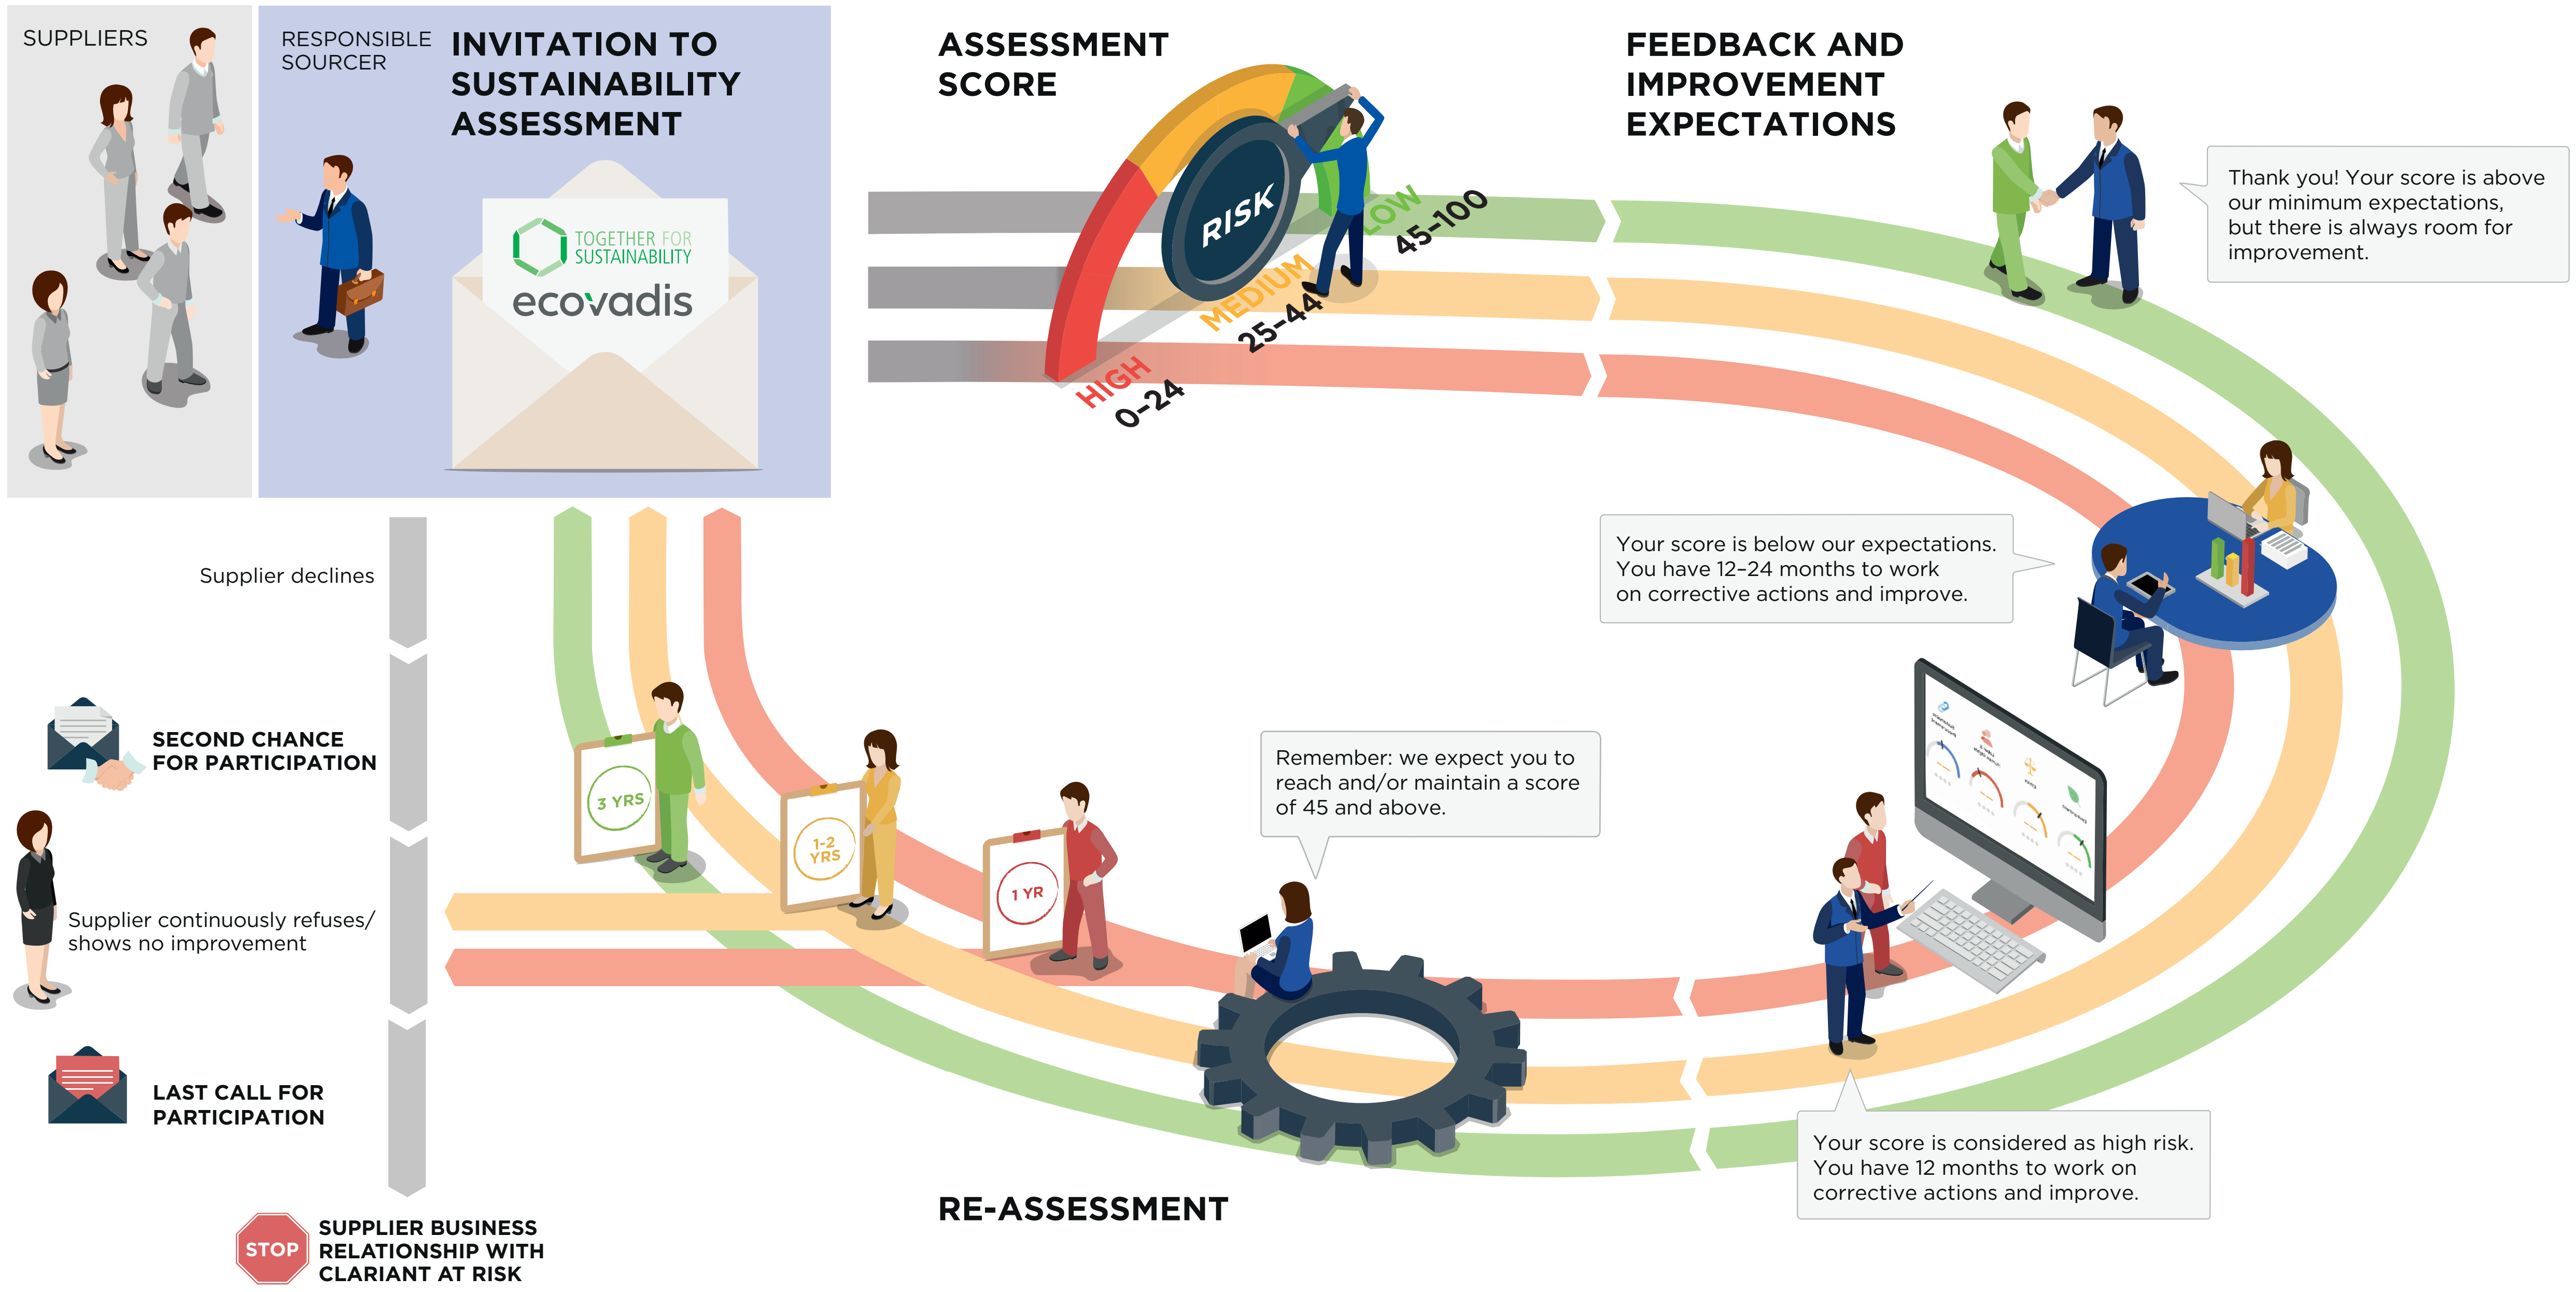 SUPPLIERS
RESPONSIBLE
SOURCER
INVITATION TO
SUSTAINABILITY
ASSESSMENT
TOGETHER FOR
SUSTAINABILITY
ecovadis
ASSESSMENT
SCORE
RISK
LOW
45–100
MEDIUM
25–44
HIGH
0–24
FEEDBACK AND
IMPROVEMENT
EXPECTATIONS
Thank you! Your score is above
our minimum expectations,
but there is always room for
improvement.
Your score is below our expectations.
You have 12–24 months to work
on corrective actions and improve.
Supplier declines
SECOND CHANCE
FOR PARTICIPATION
3 YRS
1-2
YRS
1 YR
Remember: we expect you to
reach and/or maintain a score
of 45 and above.
Supplier continuously refuses/
shows no improvement
LAST CALL FOR
PARTICIPATION
Your score is considered as high risk.
You have 12 months to work on
corrective actions and improve.
RE-ASSESSMENT
STOP
SUPPLIER BUSINESS
RELATIONSHIP WITH
CLARIANT AT RISK